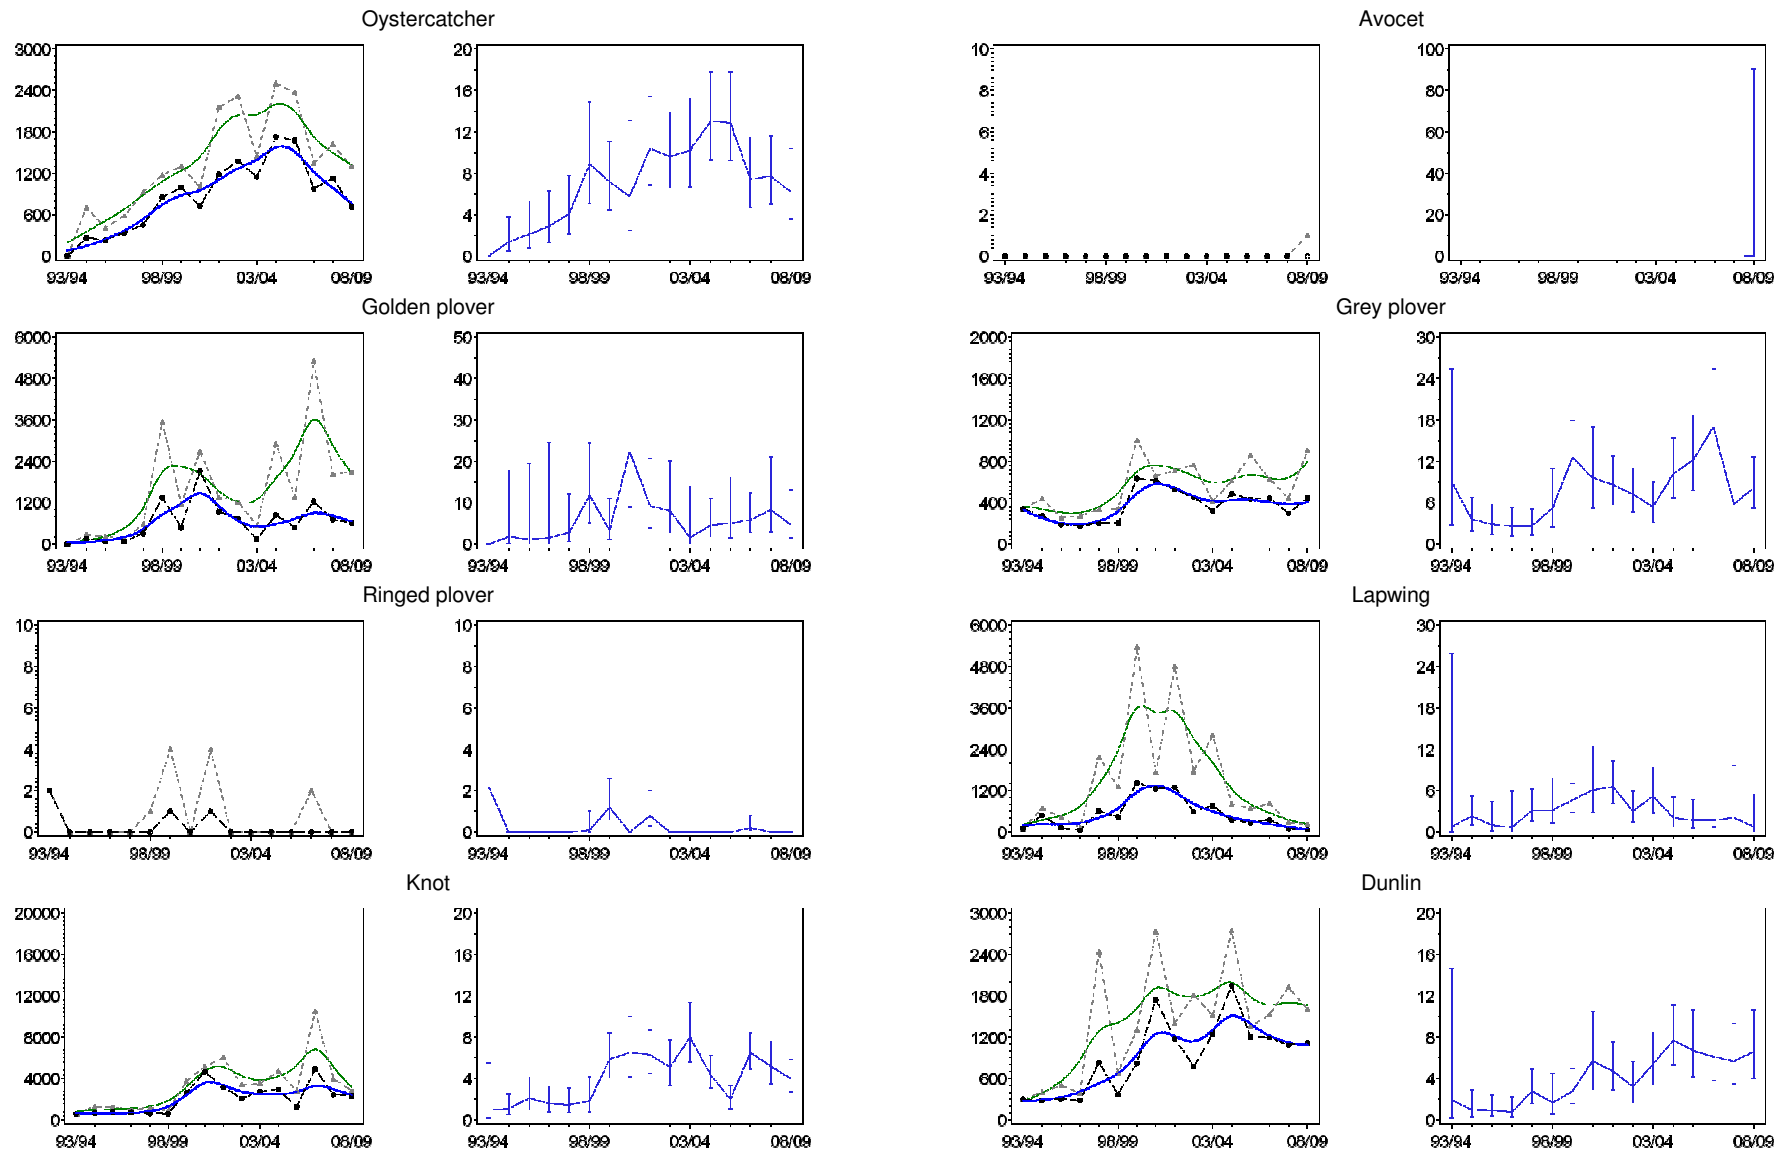 Oystercatcher Avocet
3000 20 10 100
2400 16 8 80
1800 12 6 60
1200 8 4 40
600 4 2 20
0 0 0 0
93/94 98/99 03/04 08/09 93/94 98/99 03/04 08/09 93/94 98/99 03/04 08/09 93/94 98/99 03/04 08/09
Golden plover Grey plover
6000 50 2000 30
4800 40 1600 24
3600 30 1200 18
2400 20 800 12
1200 10 400 6
0 0 0 0
93/94 98/99 03/04 08/09 93/94 98/99 03/04 08/09 93/94 98/99 03/04 08/09 93/94 98/99 03/04 08/09
Ringed plover Lapwing
10 10 6000 30
8 8 4800 24
6 6 3600 18
4 4 2400 12
2 2 1200 6
0 0 0 0
93/94 98/99 03/04 08/09 93/94 98/99 03/04 08/09 93/94 98/99 03/04 08/09 93/94 98/99 03/04 08/09
Knot Dunlin
20000 20 3000 20
16000 16 2400 16
12000 12 1800 12
8000 8 1200 8
4000 4 600 4
0 0 0 0
93/94 98/99 03/04 08/09 93/94 98/99 03/04 08/09 93/94 98/99 03/04 08/09 93/94 98/99 03/04 08/09